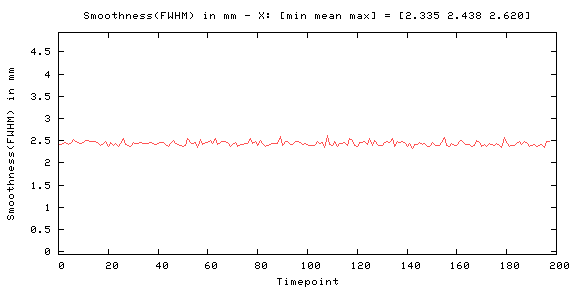 Smoothness(FWHM) in mm - X: [min mean max] = [2.335 2.438 2.620]
4.5
4
3.5
3
2.5
2
1.5
1
0.5
0
Smoothness(FWHM) in mm
0 20 40 60 80 100 120 140 160 180 200
Timepoint